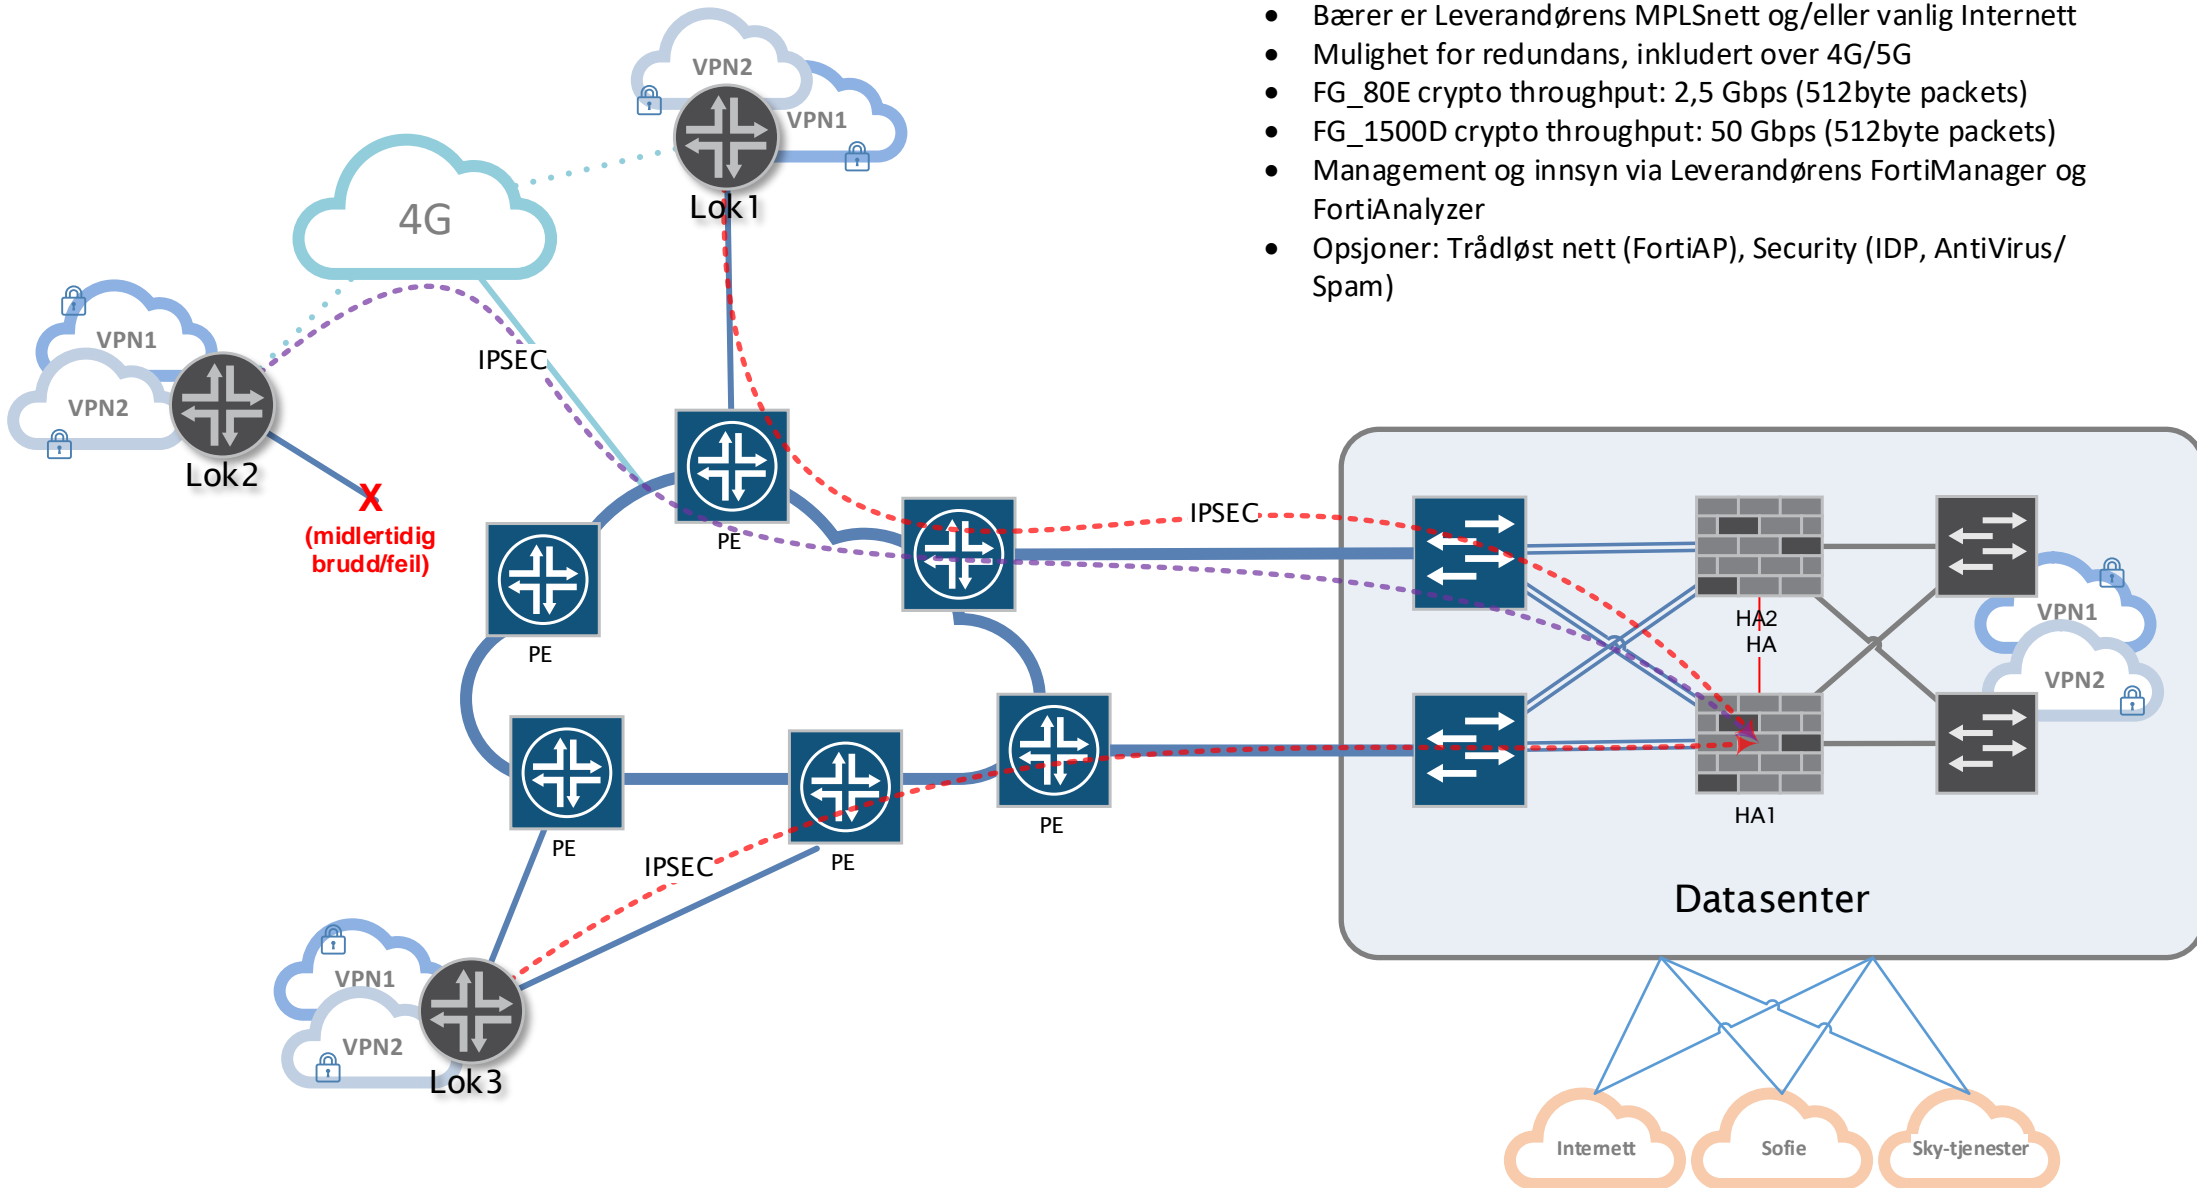 • Bærer er Leverandørens MPLSnett og/eller vanlig Internett
• Mulighet for redundans, inkludert over 4G/5G
• FG_80E crypto throughput: 2,5 Gbps (512byte packets)
• FG_1500D crypto throughput: 50 Gbps (512byte packets)
• Management og innsyn via Leverandørens FortiManager og
FortiAnalyzer
• Opsjoner: Trådløst nett (FortiAP), Security (IDP, AntiVirus/
Spam)
VPN2
VPN1
Lok1
4G
VPN1
VPN2
Lok2
IPSEC
X
(midlertidig
brudd/feil)
PE
PE
IPSEC
PE
PE
PE
IPSEC
VPN1
VPN2
Lok3
HA2
HA
HA1
VPN1
VPN2
Datasenter
Internett
Sofie
Sky-tjenester